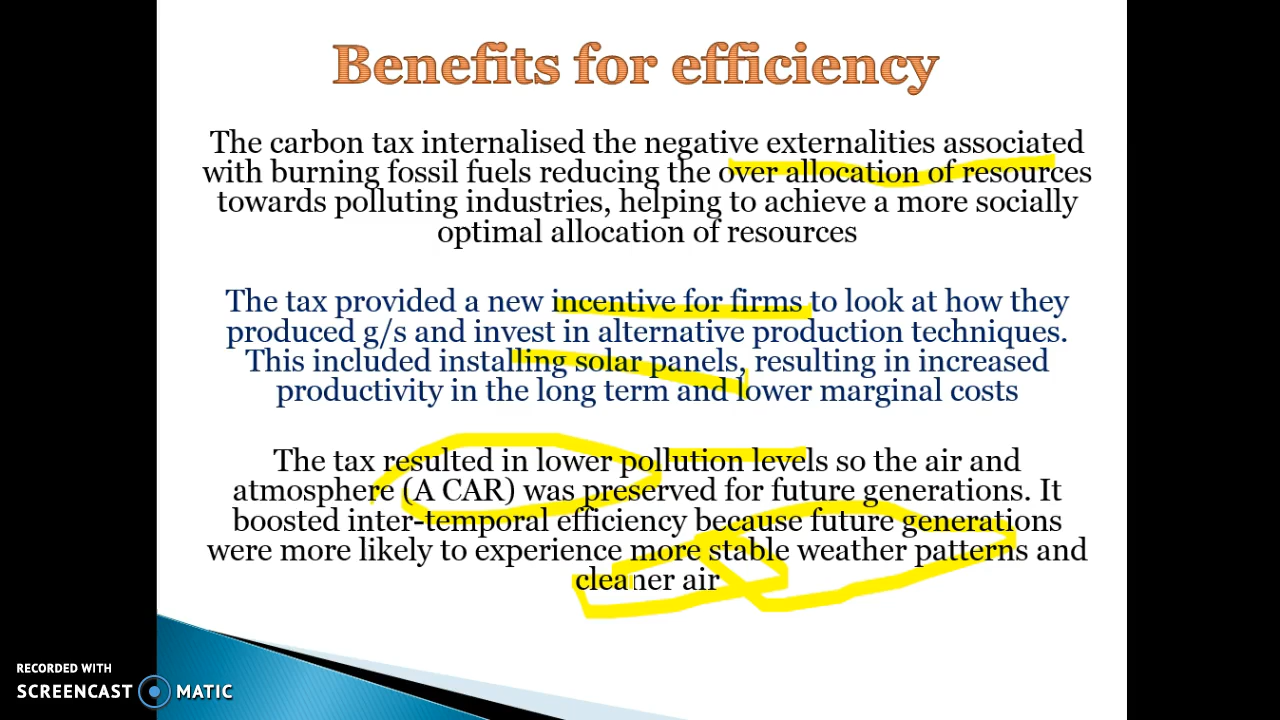 Benefits for efficiency
The carbon tax internalised the negative externalities associated
with burning fossil fuels reducing the over allocation of resources
towards polluting industries, helping to achieve a more socially
optimal allocation of resources
The tax provided a new incentive for firms to look at how they
produced g/s and invest in alternative production techniques.
This included installing solar panels, resulting in increased
productivity in the long term and lower marginal costs
The tax resulted in lower pollution levels so the air and
atmosphere (A CAR) was preserved for future generations. It
boosted inter-temporal efficiency because future generations
were more likely to experience more stable weather patterns and
cleaner air
RECORDED WITH
SCREENCAST MATIC